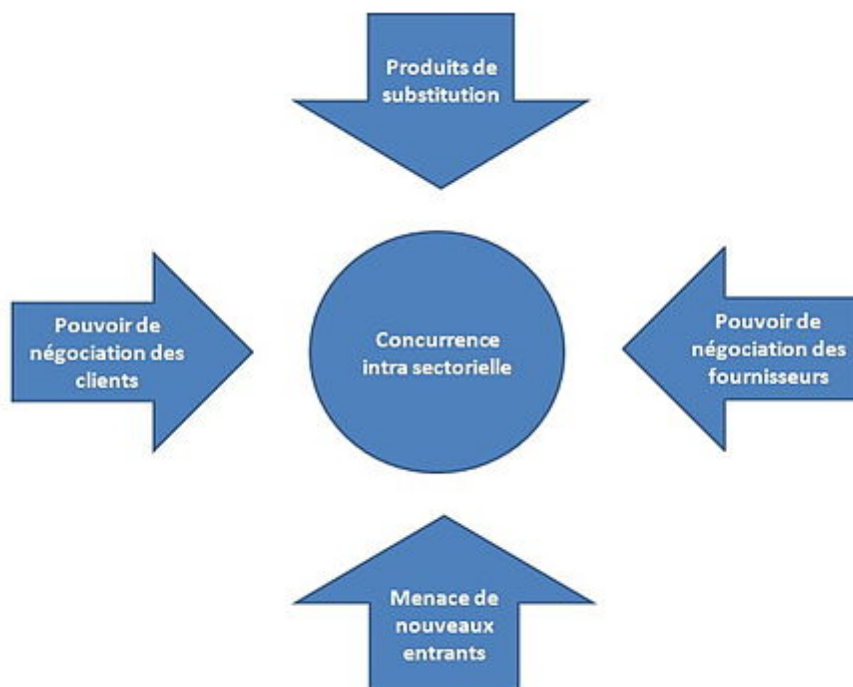 Produits de
substitution
Pouvoir de
négociation des
clients
Concurrence
intra sectorielle
Pouvoir de
négociation des
fournisseurs
Menace de
nouveaux
entrants